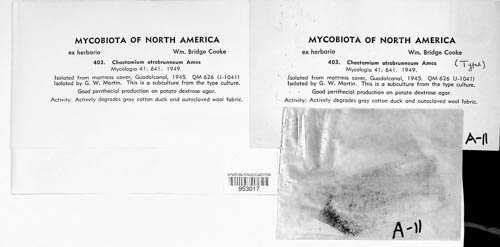 MYCOBIOTA OF NORTH AMERICA
ex herbario Wm. Bridge Cooke
403. Chaetomium atrobrunneum Ames
Mycologia 41: 641. 1949.
Isolated from mattress cover, Guadalcanal, 1945. QM 626 (J-1041)
Isolated by G. W. Martin. This is a subculture from the type culture.
Good perithecial production on potato dextrose agar.
Activity: Actively degrades gray cotton duck and autoclaved wool fabric.
953017
MYCOBIOTA OF NORTH AMERICA
ex herbario Wm. Bridge Cooke
403. Chaetomium atrobrunneum Ames (Type)
Mycologia 41: 641. 1949.
Isolated from mattress cover, Guadalcanal, 1945. QM 626 (J-1041)
Isolated by G. W. Martin. This is a subculture from the type culture.
Good perithecial production on potato dextrose agar.
Activity: Actively degrades gray cotton duck and autoclaved wool fabric.
A-11
A-11